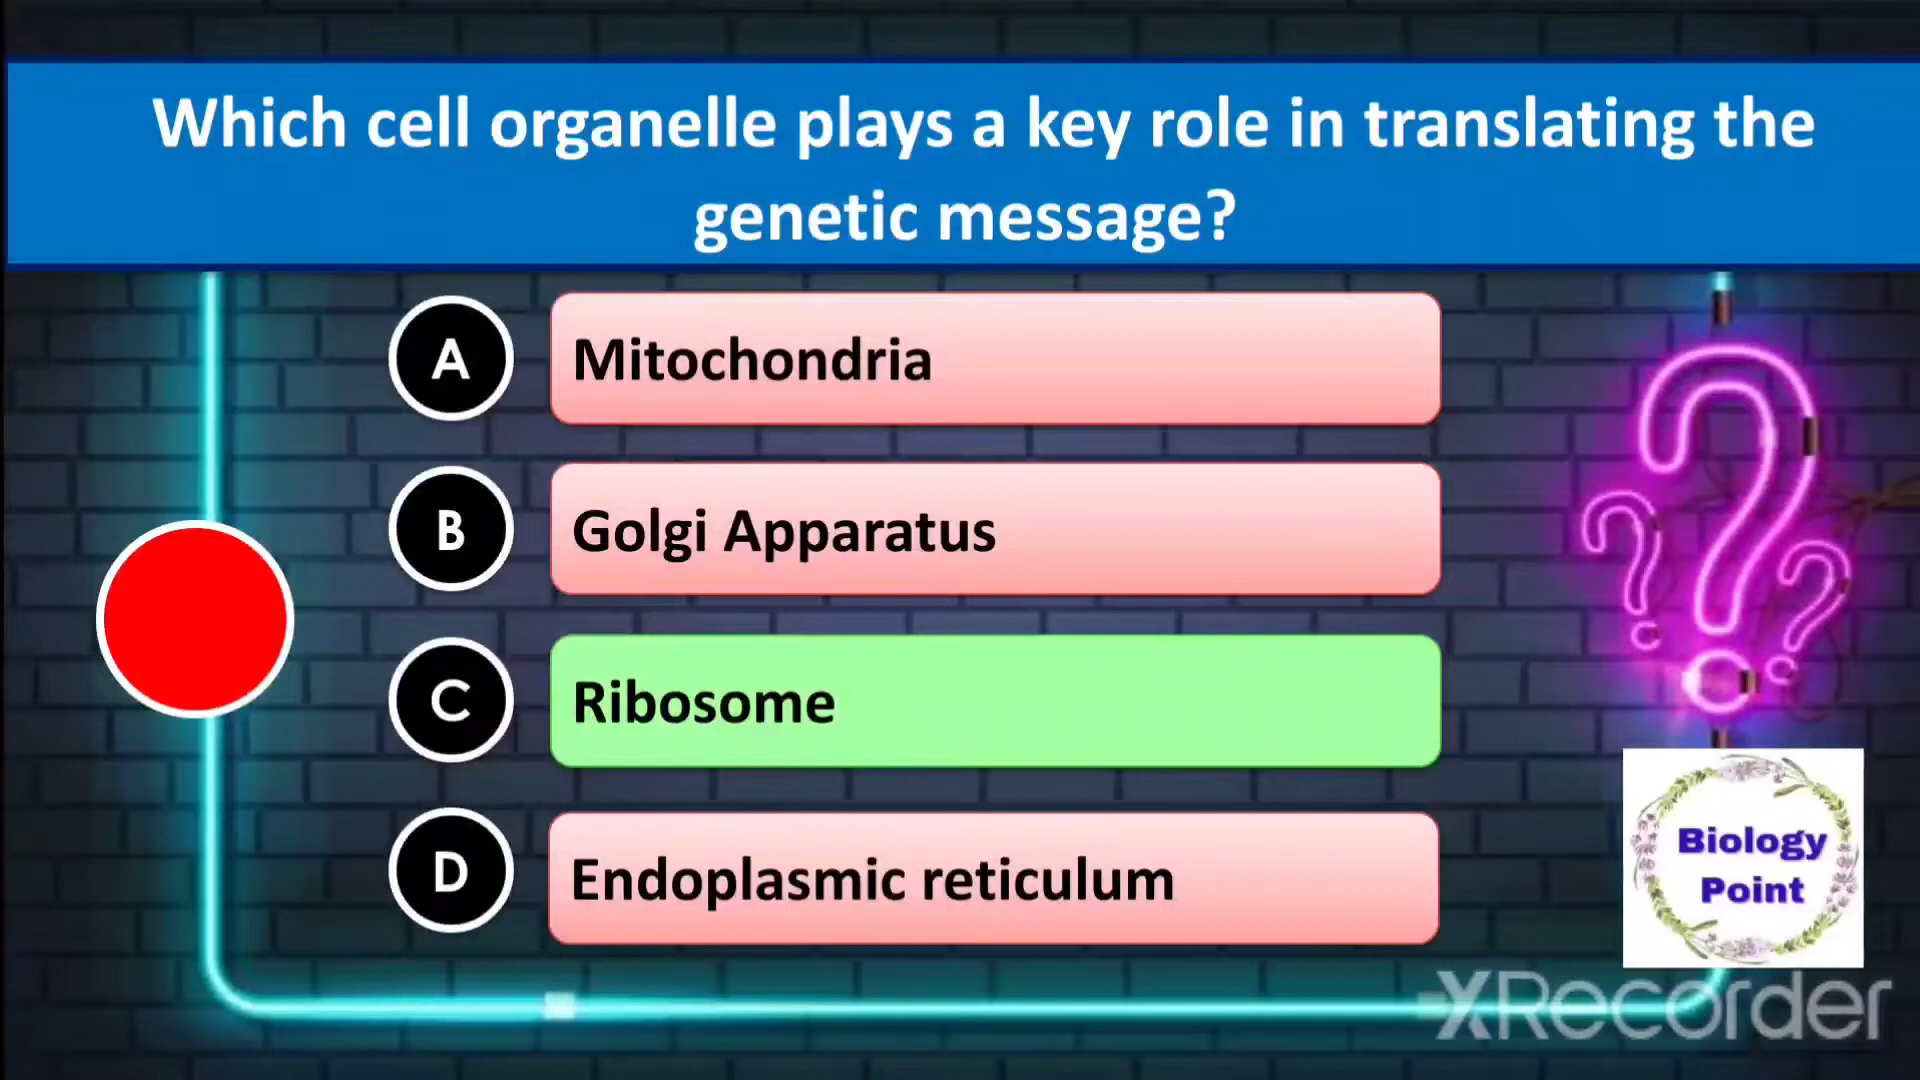 Which cell organelle plays a key role in translating the
genetic message?
A Mitochondria
B Golgi Apparatus
C Ribosome
D Endoplasmic reticulum
Biology
Point
XRecorder